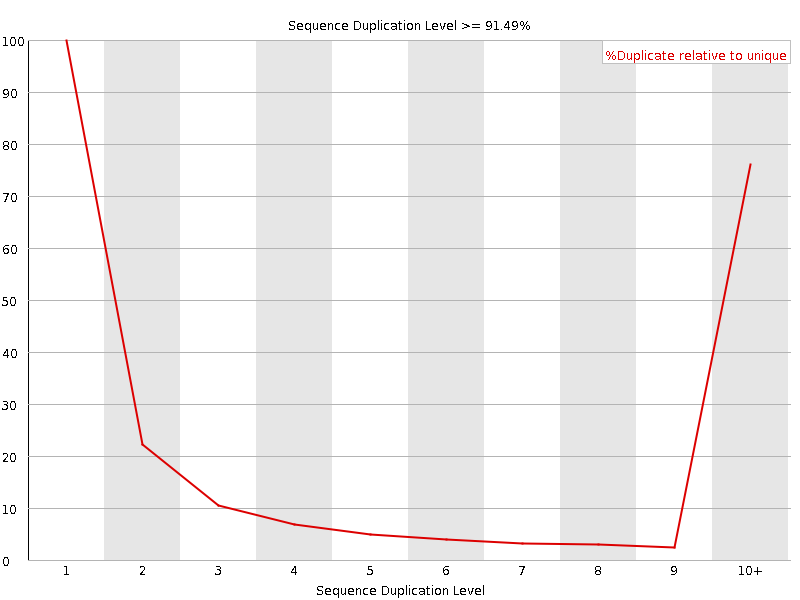 Sequence Duplication Level >= 91.49%
%Duplicate relative to unique
100
90
80
70
60
50
40
30
20
10
0
1 2 3 4 5 6 7 8 9 10+
Sequence Duplication Level